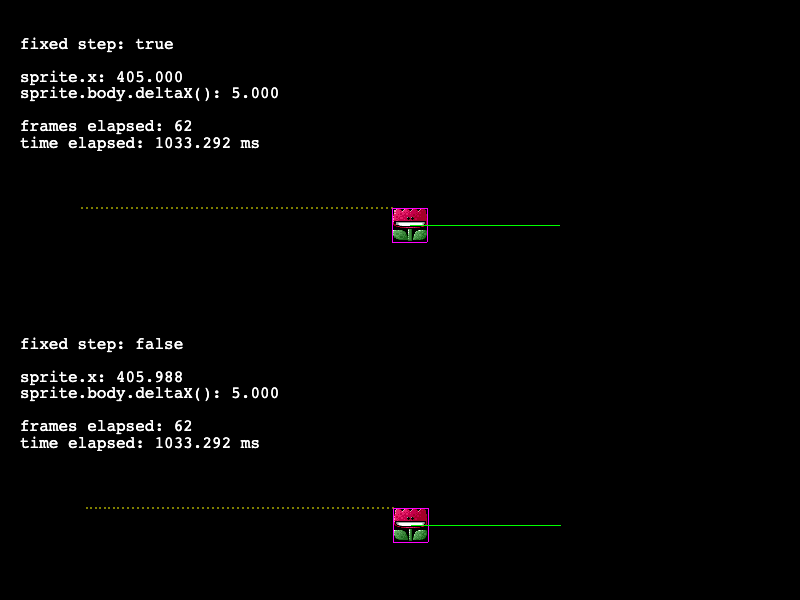 fixed step: true
sprite.x: 405.000
sprite.body.deltaX(): 5.000
frames elapsed: 62
time elapsed: 1033.292 ms
fixed step: false
sprite.x: 405.988
sprite.body.deltaX(): 5.000
frames elapsed: 62
time elapsed: 1033.292 ms